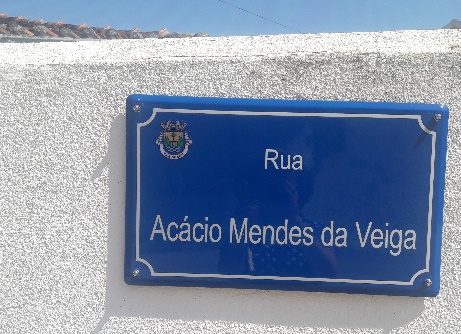 Rua
Acácio Mendes da Veiga